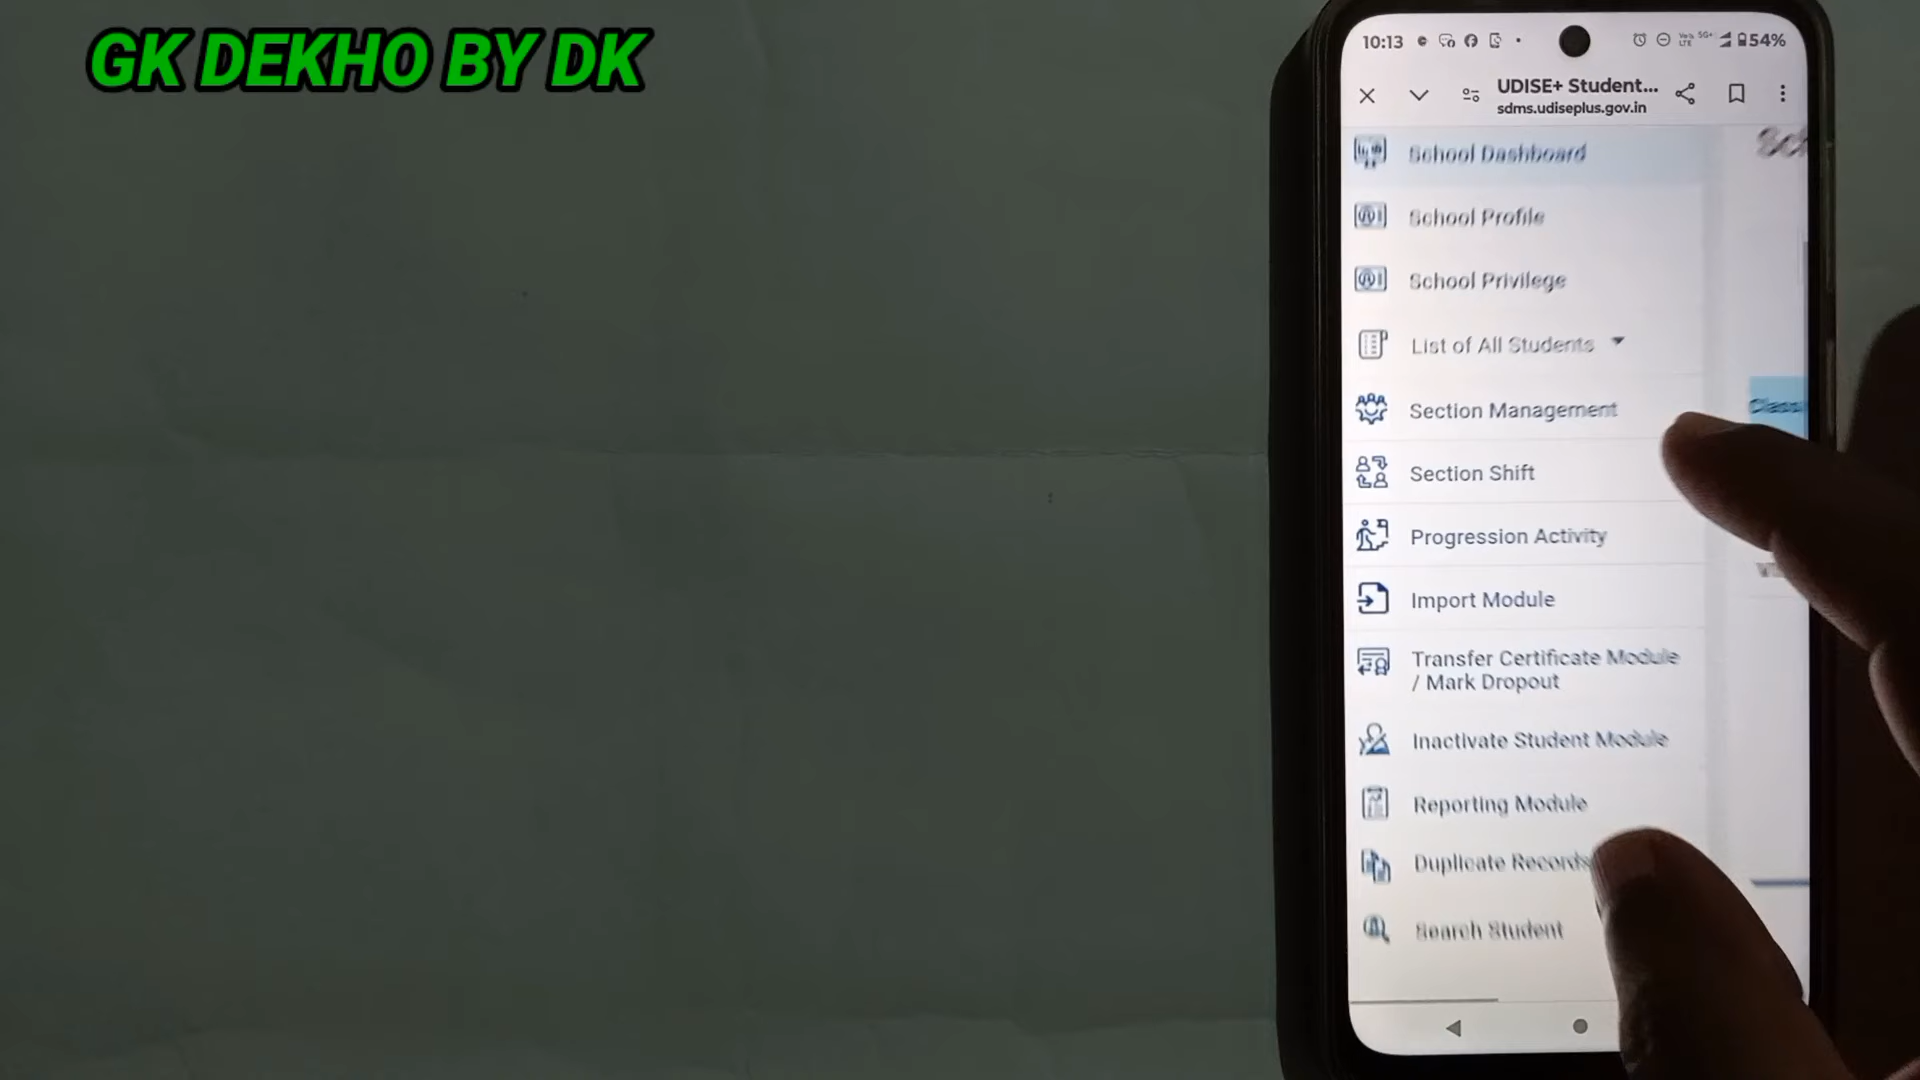 GK DEKHO BY DK
10:13
54%
UDISE+ Student...
sdms.udiseplus.gov.in
School Dashboard
School Profile
School Privilege
List of All Students
Section Management
Section Shift
Progression Activity
Import Module
Transfer Certificate Module
/ Mark Dropout
Inactivate Student Module
Reporting Module
Duplicate Records
Search Student